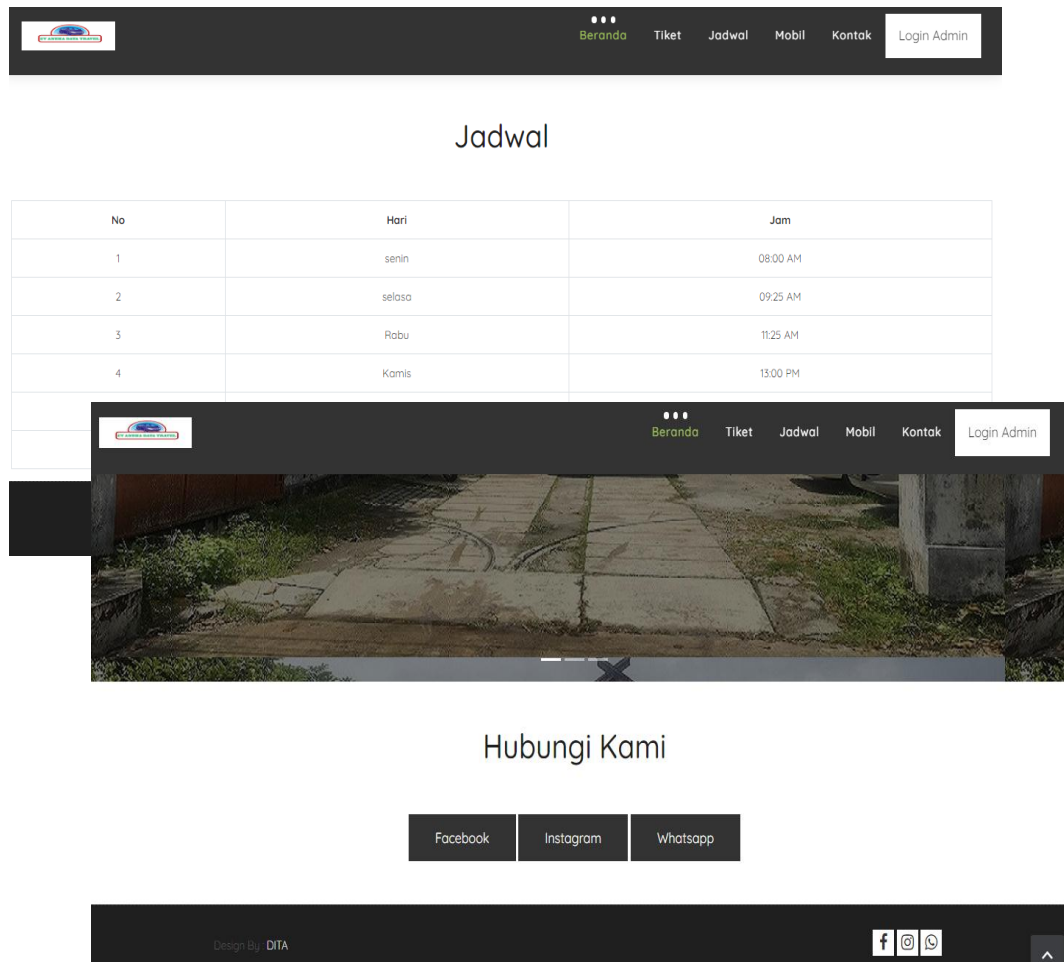 Beranda Tiket Jadwal Mobil Kontak Login Admin
Jadwal
No Hari Jam
1 senin 08:00 AM
2 selasa 09:25 AM
3 Rabu 11:25 AM
4 Kamis 13:00 PM
Beranda Tiket Jadwal Mobil Kontak Login Admin
Hubungi Kami
Facebook Instagram Whatsapp
Design By : DITA